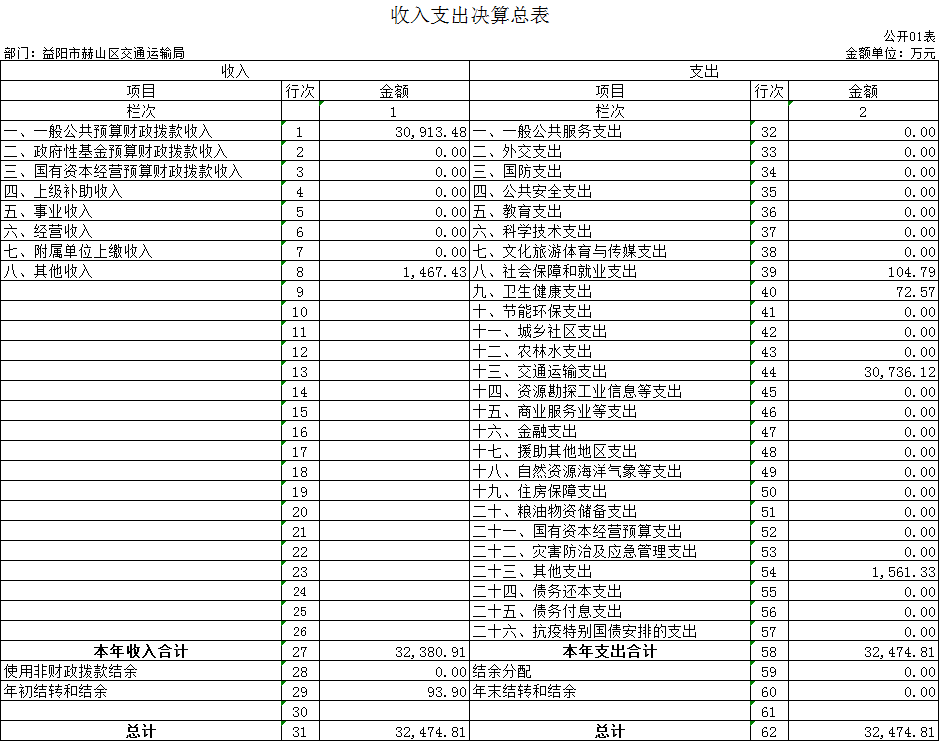 收入支出决算总表
公开01表
部门：益阳市赫山区交通运输局 金额单位：万元
收入 支出
项目 行次 金额 项目 行次 金额
栏次 1 栏次 2
一、一般公共预算财政拨款收入 1 30,913.48 一、一般公共服务支出 32 0.00
二、政府性基金预算财政拨款收入 2 0.00 二、外交支出 33 0.00
三、国有资本经营预算财政拨款收入 3 0.00 三、国防支出 34 0.00
四、上级补助收入 4 0.00 四、公共安全支出 35 0.00
五、事业收入 5 0.00 五、教育支出 36 0.00
六、经营收入 6 0.00 六、科学技术支出 37 0.00
七、附属单位上缴收入 7 0.00 七、文化旅游体育与传媒支出 38 0.00
八、其他收入 8 1,467.43 八、社会保障和就业支出 39 104.79
9 九、卫生健康支出 40 72.57
10 十、节能环保支出 41 0.00
11 十一、城乡社区支出 42 0.00
12 十二、农林水支出 43 0.00
13 十三、交通运输支出 44 30,736.12
14 十四、资源勘探工业信息等支出 45 0.00
15 十五、商业服务业等支出 46 0.00
16 十六、金融支出 47 0.00
17 十七、援助其他地区支出 48 0.00
18 十八、自然资源海洋气象等支出 49 0.00
19 十九、住房保障支出 50 0.00
20 二十、粮油物资储备支出 51 0.00
21 二十一、国有资本经营预算支出 52 0.00
22 二十二、灾害防治及应急管理支出 53 0.00
23 二十三、其他支出 54 1,561.33
24 二十四、债务还本支出 55 0.00
25 二十五、债务付息支出 56 0.00
26 二十六、抗疫特别国债安排的支出 57 0.00
本年收入合计 27 32,380.91 本年支出合计 58 32,474.81
使用非财政拨款结余 28 0.00 结余分配 59 0.00
年初结转和结余 29 93.90 年末结转和结余 60 0.00
30 61
总计 31 32,474.81 总计 62 32,474.81